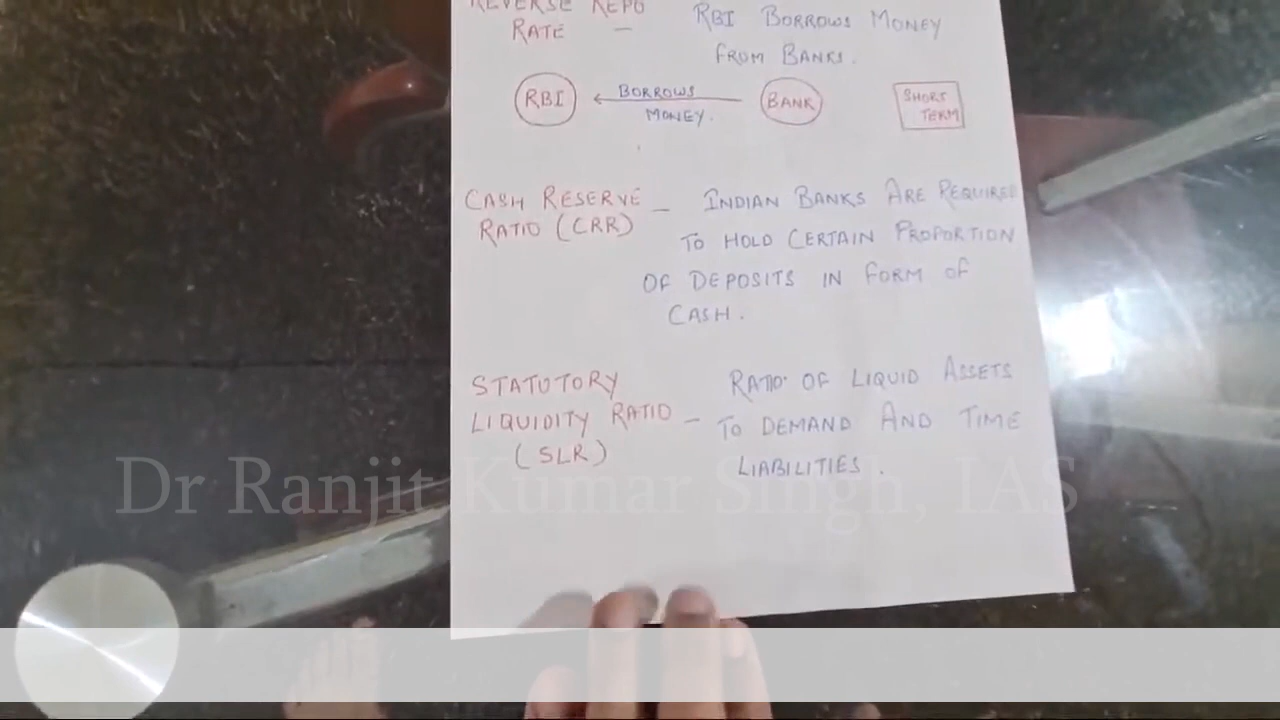 REVERSE REPO
RATE — RBI BORROWS MONEY
FROM BANKS.
RBI BORROWS MONEY. BANK SHORT TERM
CASH RESERVE
RATIO (CRR) — INDIAN BANKS ARE REQUIRED
TO HOLD CERTAIN PROPORTION
OF DEPOSITS IN FORM OF
CASH.
STATUTORY
LIQUIDITY RATIO
(SLR) — RATIO OF LIQUID ASSETS
TO DEMAND AND TIME
LIABILITIES.
Dr Ranjit Kumar Singh, IAS